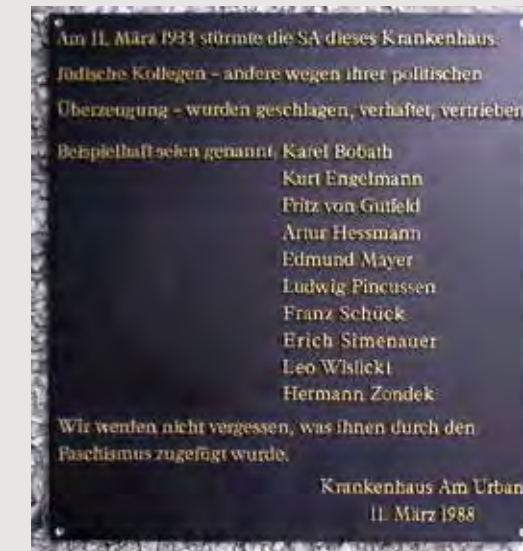 Am 11. März 1933 stürmte die SA dieses Krankenhaus.
Jüdische Kollegen – andere wegen ihrer politischen
Überzeugung – wurden geschlagen, verhaftet, vertrieben
Beispielhaft seien genannt Karel Bobath
Kurt Engelmann
Fritz von Gutfeld
Artur Hessmann
Edmund Mayer
Ludwig Pincussen
Franz Schück
Erich Simenauer
Leo Wislicki
Hermann Zondek
Wir werden nicht vergessen, was ihnen durch den
Faschismus zugefügt wurde.
Krankenhaus Am Urban
11. März 1988